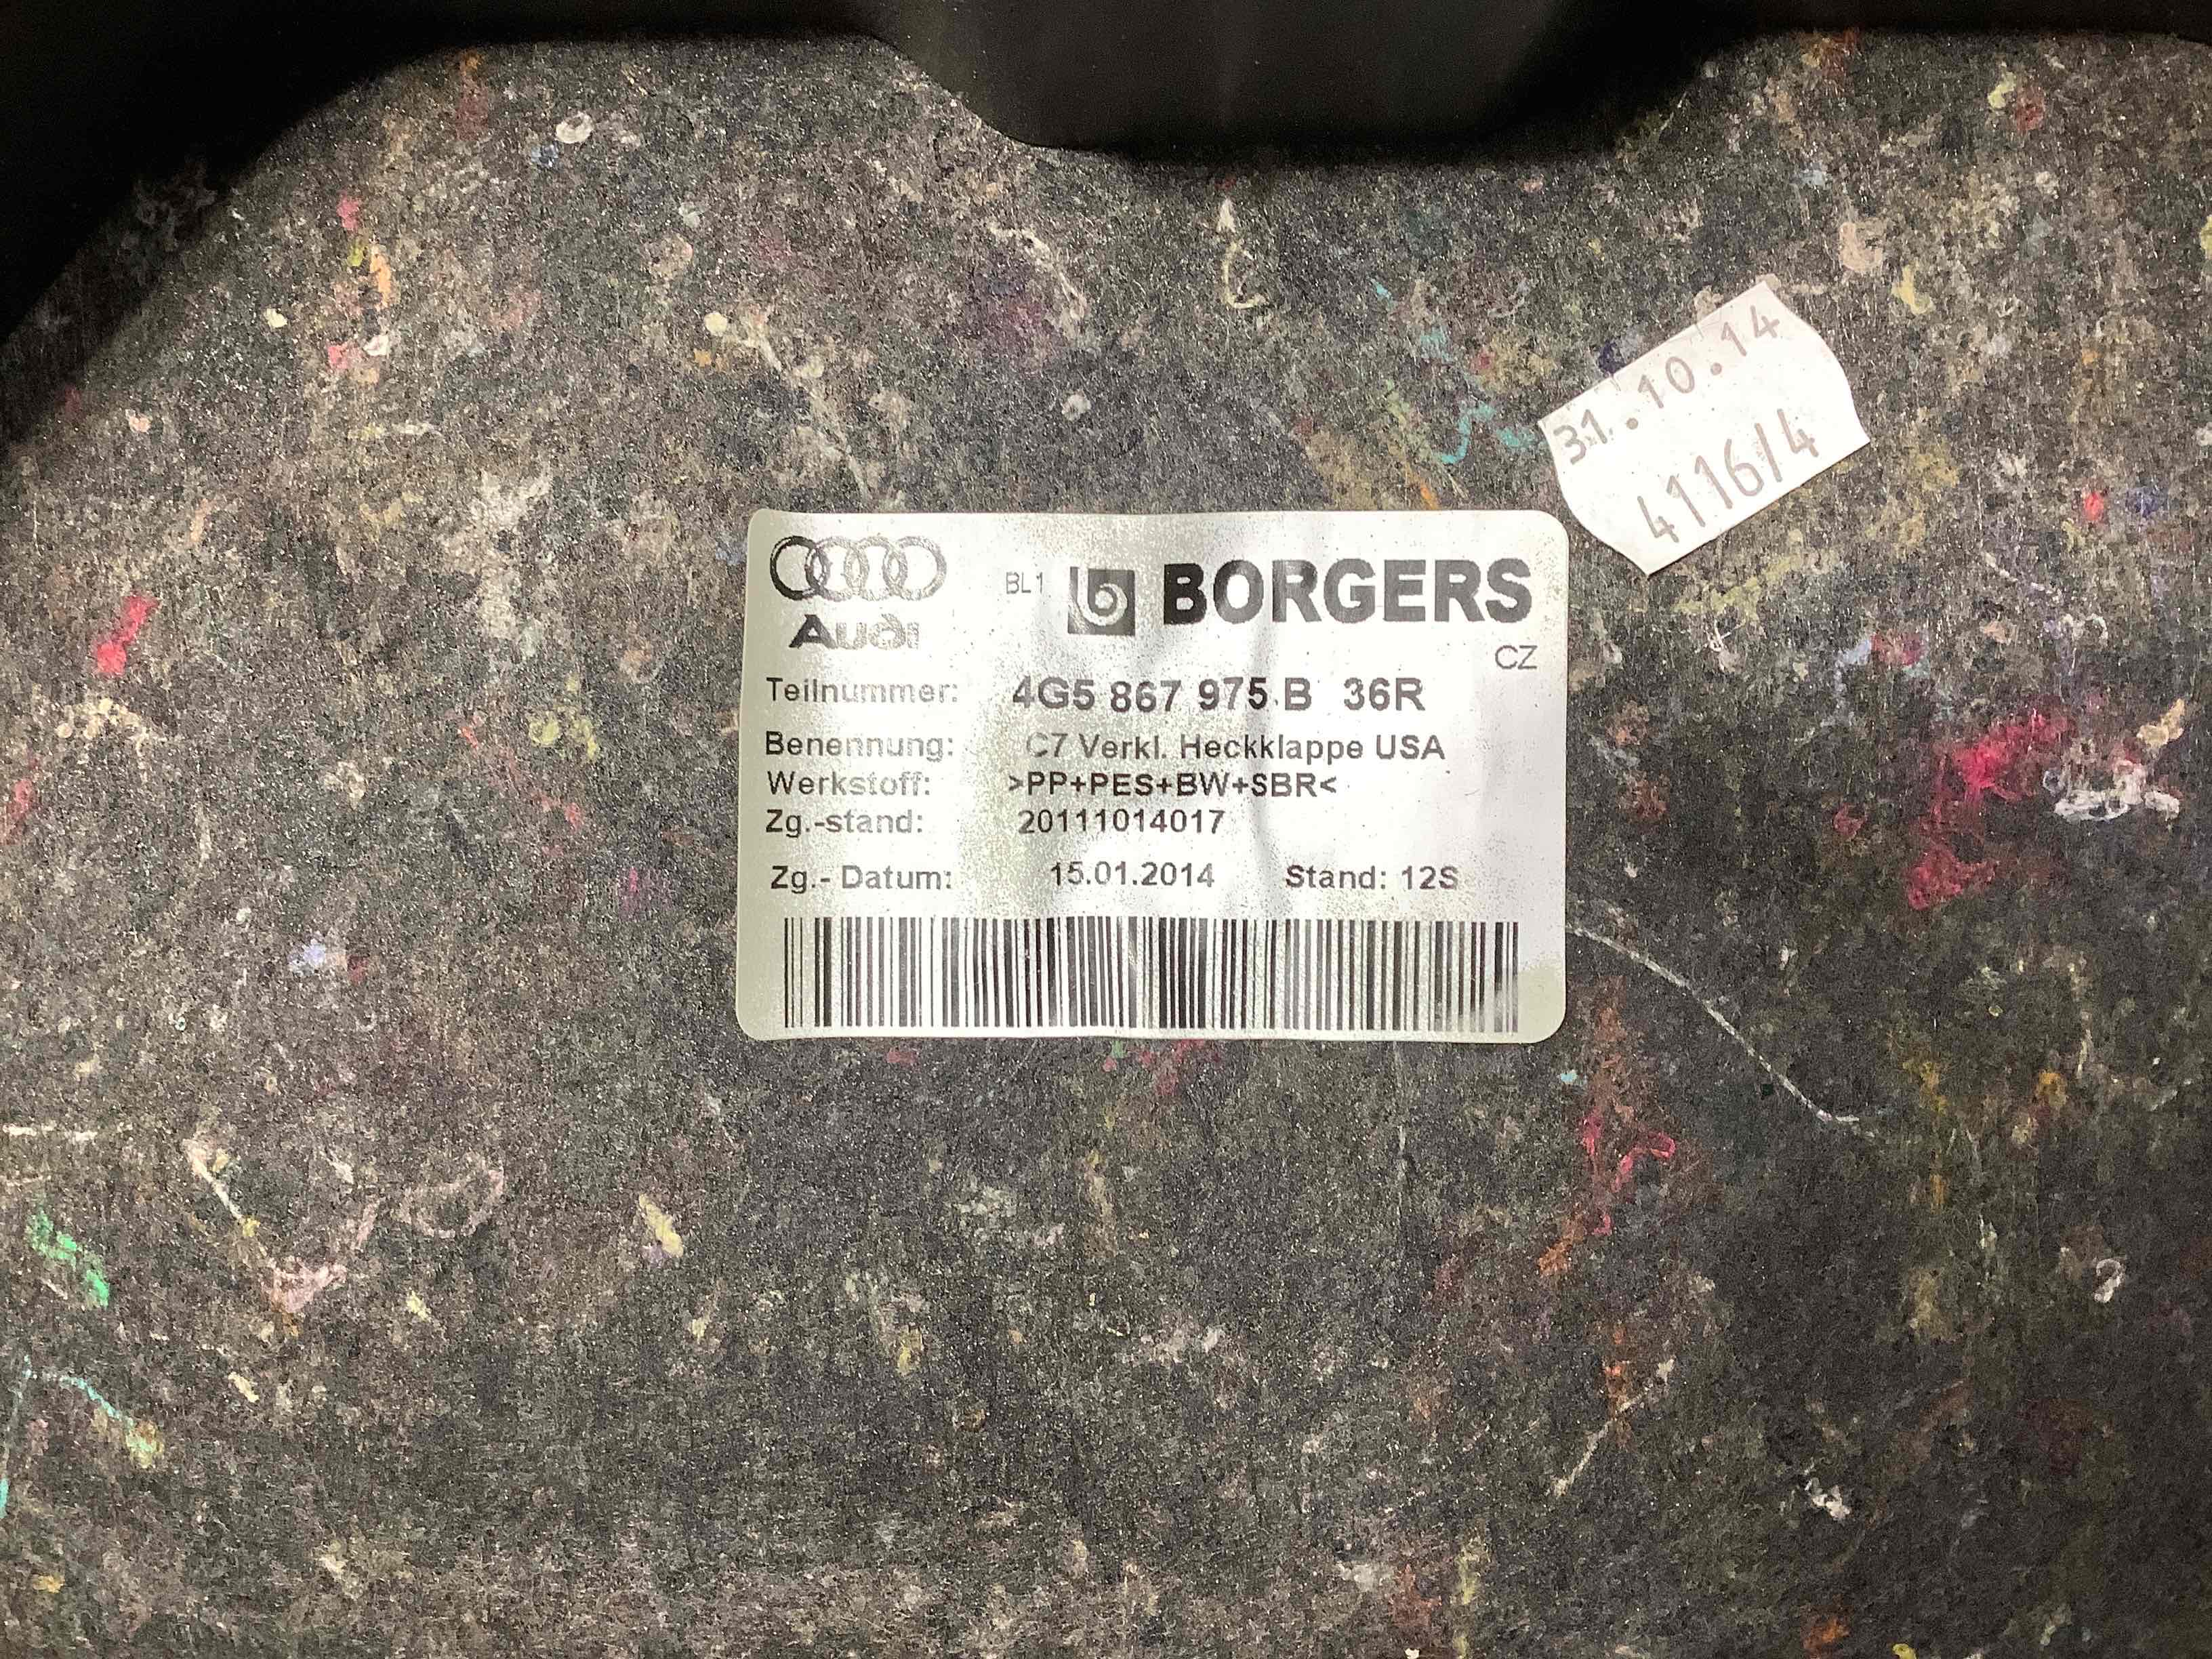 31.10.14
4116/4
Audi
BL1 BORGERS
CZ
Teilnummer: 4G5 867 975 B 36R
Benennung: C7 Verkl. Heckklappe USA
Werkstoff: >PP+PES+BW+SBR<
Zg.-stand: 20111014017
Zg.- Datum: 15.01.2014 Stand: 12S